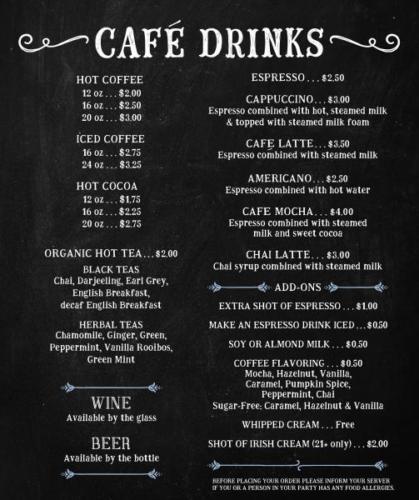 CAFÉ DRINKS
HOT COFFEE
12 oz . . . $2.00
16 oz . . . $2.50
20 oz . . . $3.00
ICED COFFEE
16 oz . . . $2.75
24 oz . . . $3.25
HOT COCOA
12 oz . . . $1.75
16 oz . . . $2.25
20 oz . . . $2.75
ORGANIC HOT TEA . . . $2.00
BLACK TEAS
Chai, Darjeeling, Earl Grey,
English Breakfast,
decaf English Breakfast
HERBAL TEAS
Chamomile, Ginger, Green,
Peppermint, Vanilla Rooibos,
Green Mint
WINE
Available by the glass
BEER
Available by the bottle
ESPRESSO . . . $2.50
CAPPUCCINO . . . $3.00
Espresso combined with hot, steamed milk
& topped with steamed milk foam
CAFE LATTE . . . $3.50
Espresso combined with steamed milk
AMERICANO . . . $2.50
Espresso combined with hot water
CAFE MOCHA . . . $4.00
Espresso combined with steamed
milk and sweet cocoa
CHAI LATTE . . . $3.00
Chai syrup combined with steamed milk
ADD-ONS
EXTRA SHOT OF ESPRESSO . . . $1.00
MAKE AN ESPRESSO DRINK ICED . . . $0.50
SOY OR ALMOND MILK . . . $0.50
COFFEE FLAVORING . . . $0.50
Mocha, Hazelnut, Vanilla,
Caramel, Pumpkin Spice,
Peppermint, Chai
Sugar-Free: Caramel, Hazelnut & Vanilla
WHIPPED CREAM . . . Free
SHOT OF IRISH CREAM (21+ only) . . . $2.00
BEFORE PLACING YOUR ORDER PLEASE INFORM YOUR SERVER
IF YOU OR A PERSON IN YOUR PARTY HAS ANY FOOD ALLERGIES.